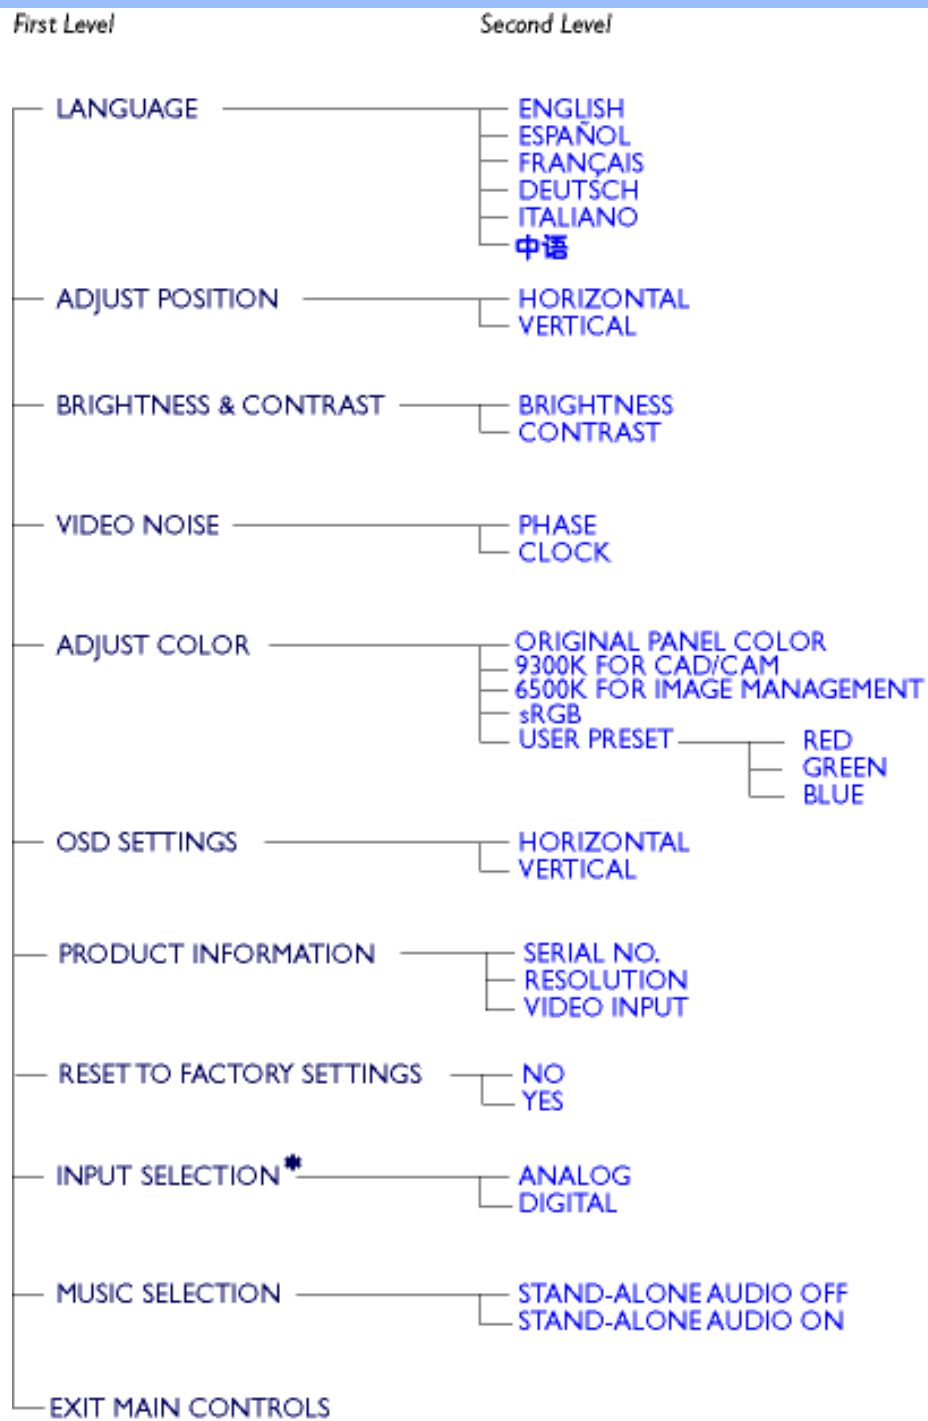 First Level Second Level
LANGUAGE ENGLISH
ESPAÑOL
FRANÇAIS
DEUTSCH
ITALIANO
中语
ADJUST POSITION HORIZONTAL
VERTICAL
BRIGHTNESS & CONTRAST BRIGHTNESS
CONTRAST
VIDEO NOISE PHASE
CLOCK
ADJUST COLOR ORIGINAL PANEL COLOR
9300K FOR CAD/CAM
6500K FOR IMAGE MANAGEMENT
sRGB
USER PRESET RED
GREEN
BLUE
OSD SETTINGS HORIZONTAL
VERTICAL
PRODUCT INFORMATION SERIAL NO.
RESOLUTION
VIDEO INPUT
RESET TO FACTORY SETTINGS NO
YES
INPUT SELECTION* ANALOG
DIGITAL
MUSIC SELECTION STAND-ALONE AUDIO OFF
STAND-ALONE AUDIO ON
EXIT MAIN CONTROLS